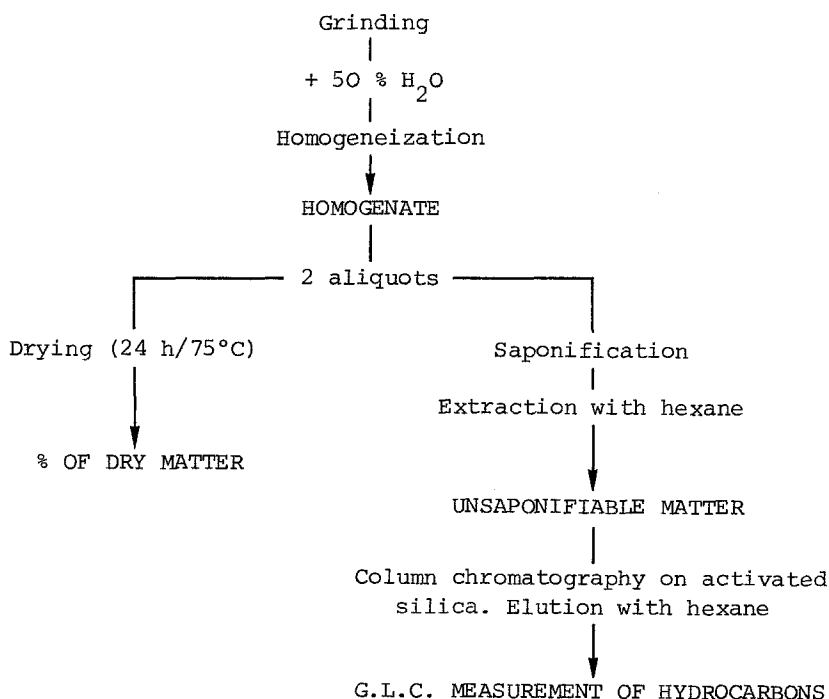 Grinding
+ 50 % H2O
Homogeneization
HOMOGENATE
2 aliquots
Drying (24 h/75°C)
% OF DRY MATTER
Saponification
Extraction with hexane
UNSAPONIFIABLE MATTER
Column chromatography on activated
silica. Elution with hexane
G.L.C. MEASUREMENT OF HYDROCARBONS